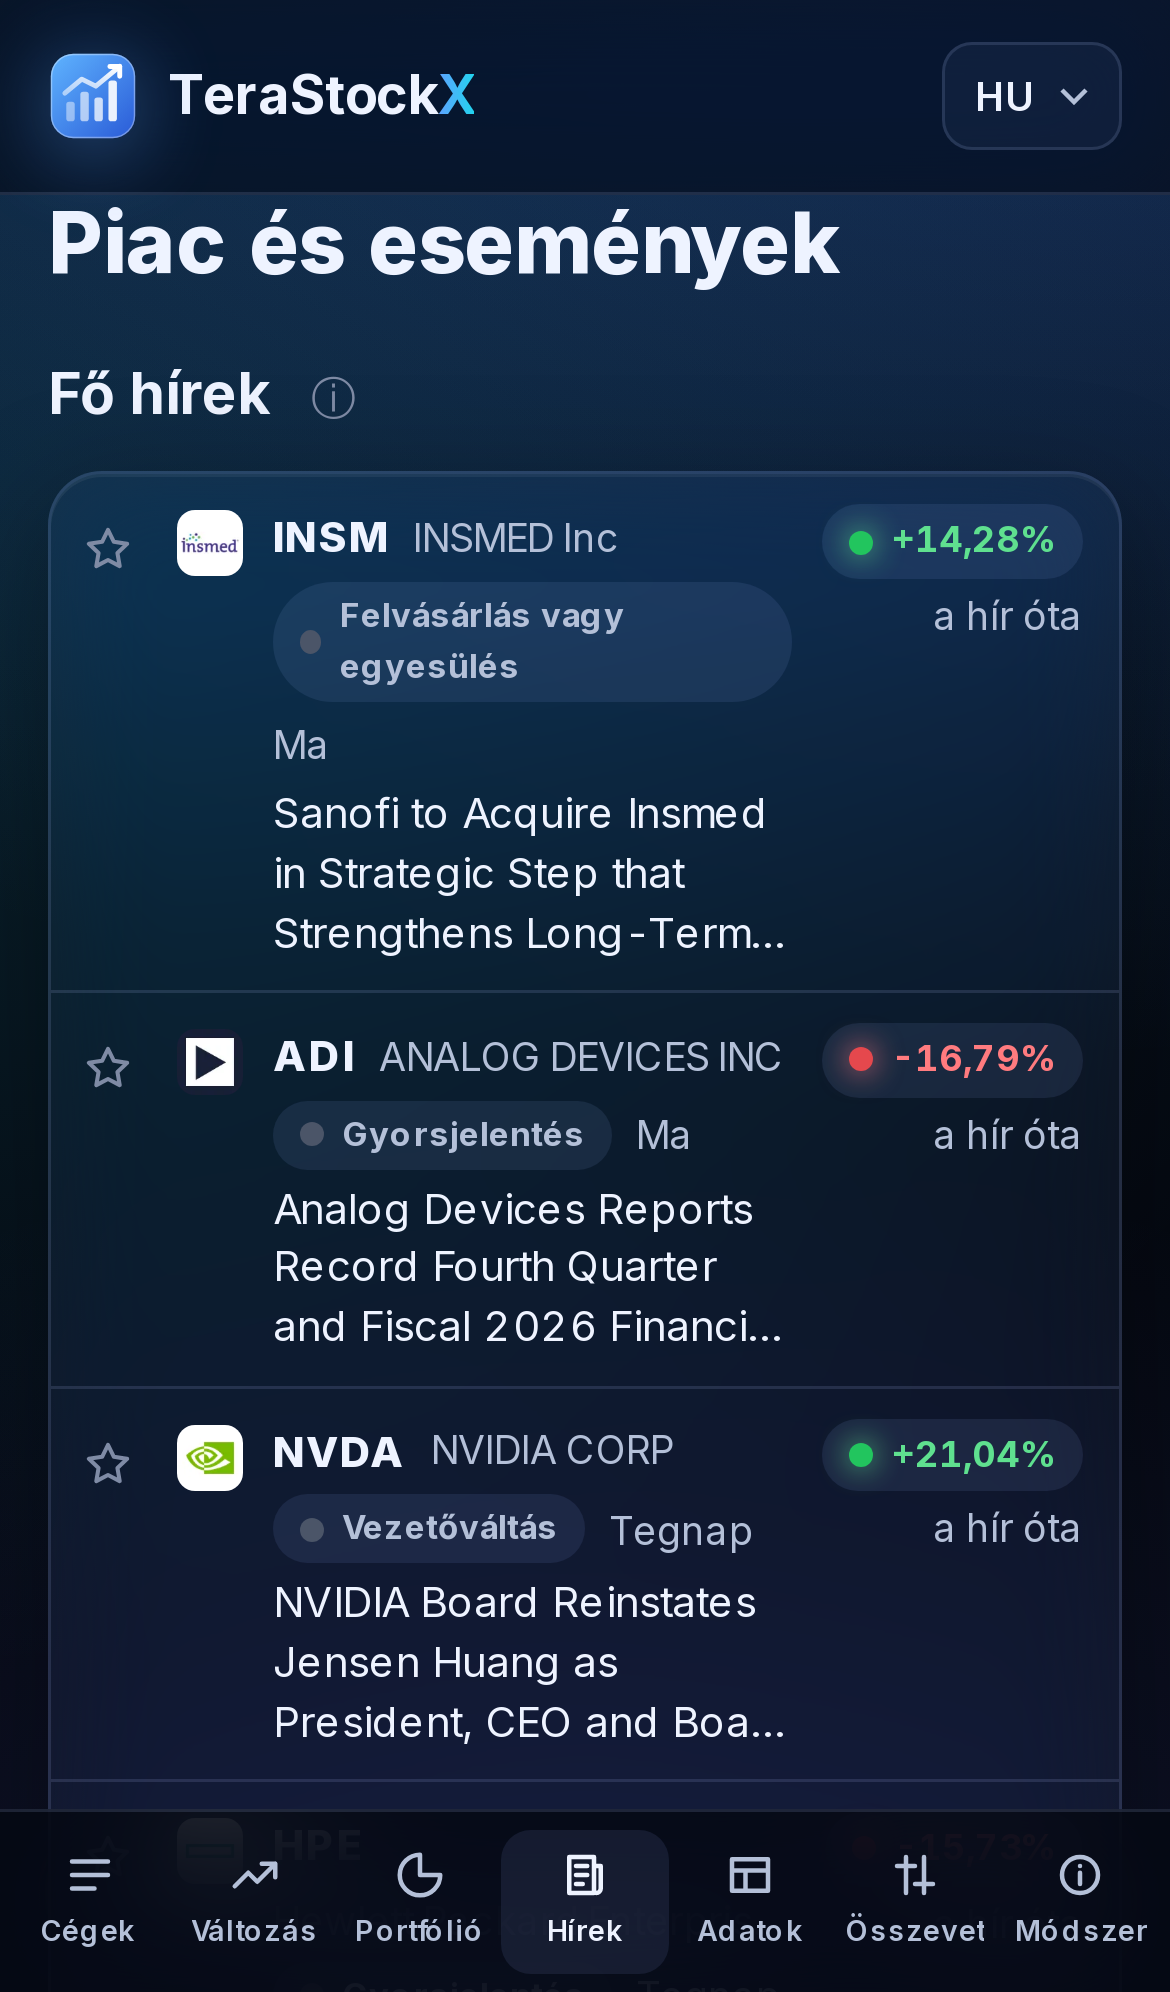 TeraStockX
HU
Piac és események
Fő hírek
insmed
INSM INSMED Inc
+14,28%
Felvásárlás vagy
egyesülés
a hír óta
Ma
Sanofi to Acquire Insmed
in Strategic Step that
Strengthens Long-Term...
ADI ANALOG DEVICES INC
-16,79%
Gyorsjelentés Ma
a hír óta
Analog Devices Reports
Record Fourth Quarter
and Fiscal 2026 Financi...
NVDA NVIDIA CORP
+21,04%
Vezetőváltás Tegnap
a hír óta
NVIDIA Board Reinstates
Jensen Huang as
President, CEO and Boa...
HPE
-15,73%
Cégek Változás Portfólió Hírek Adatok Összevet Módszer
Gyorsjelentés Tegnap